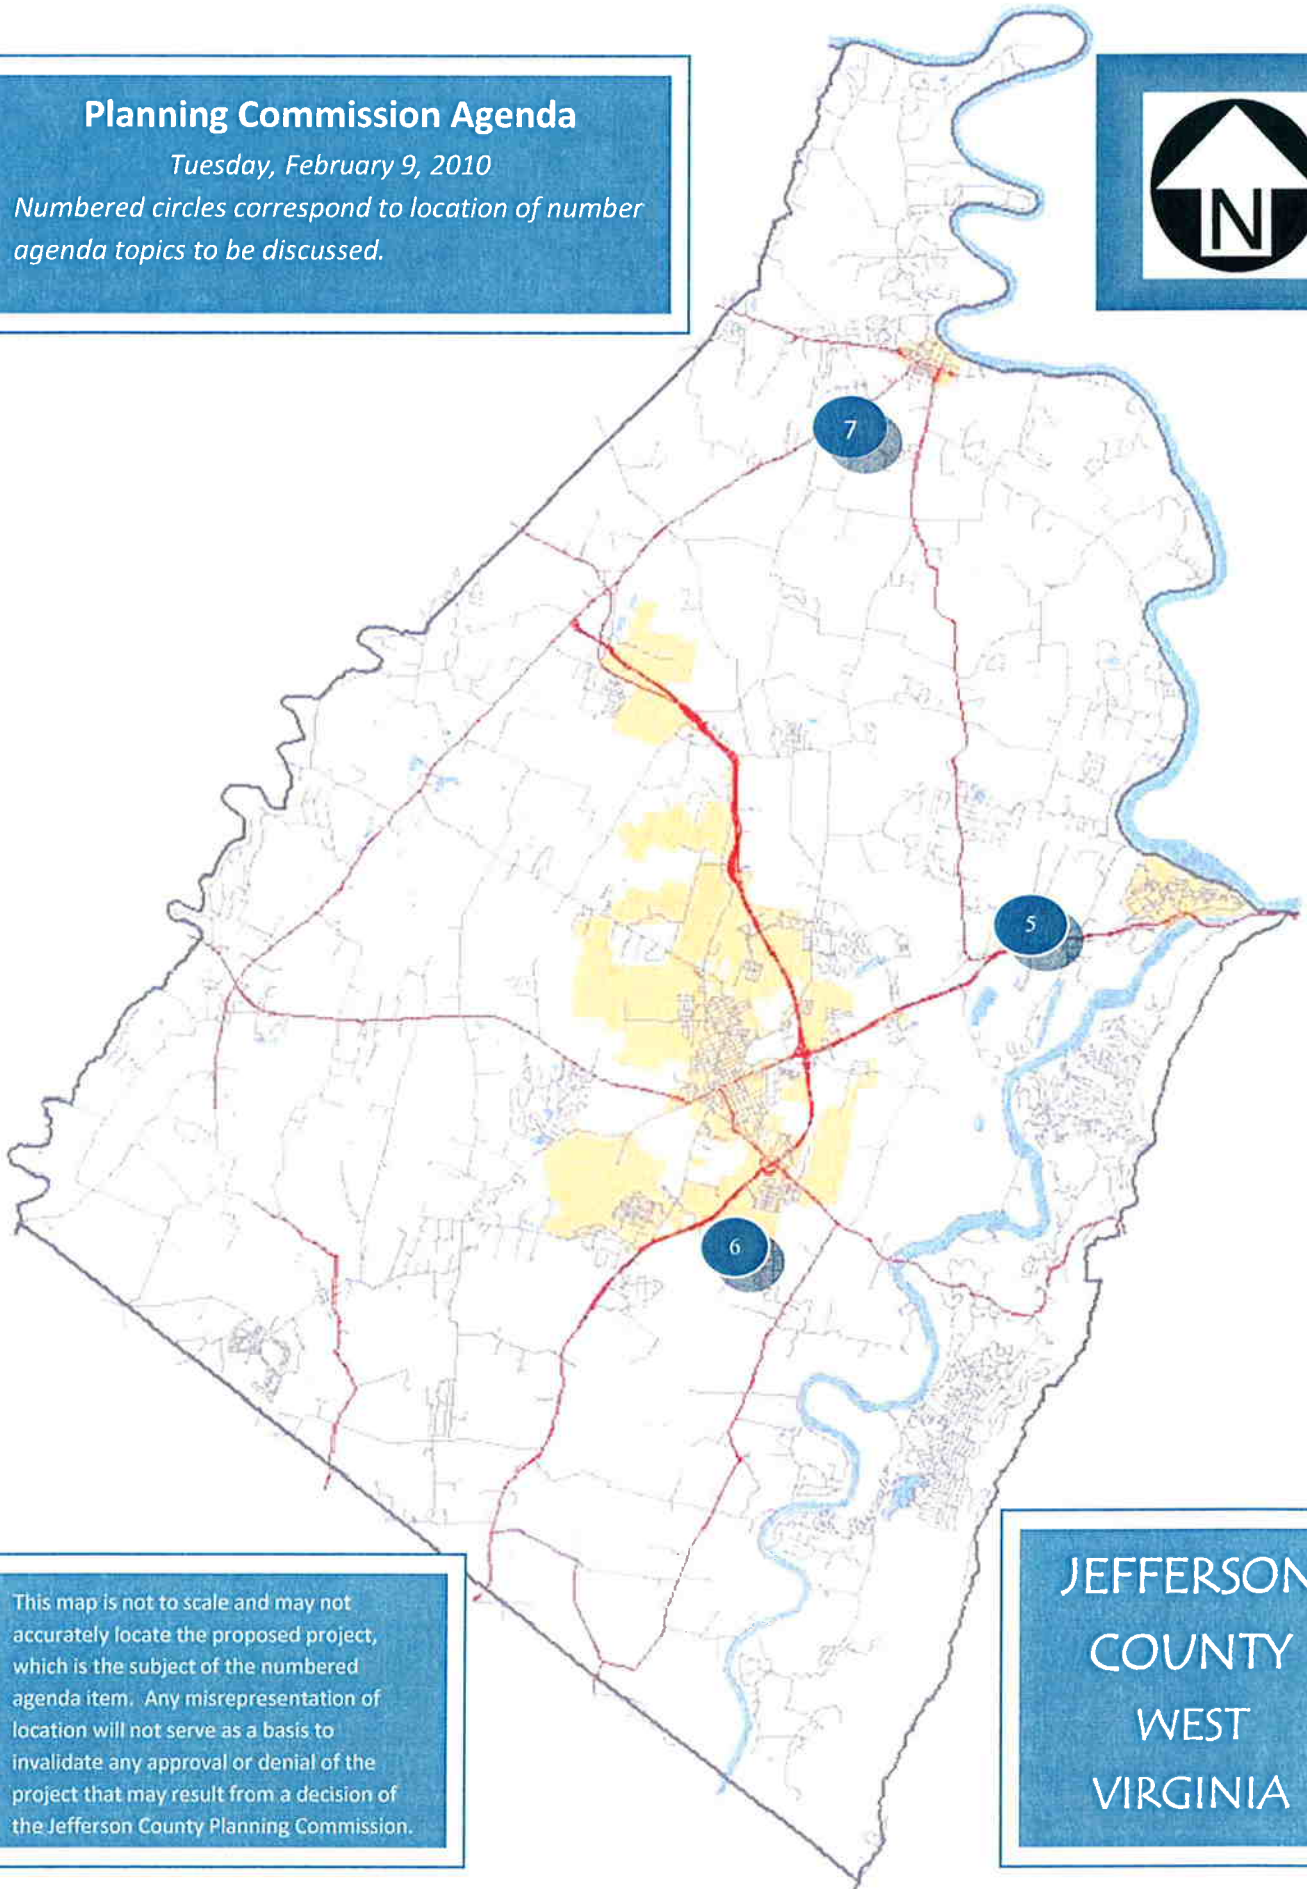 Planning Commission Agenda
Tuesday, February 9, 2010
Numbered circles correspond to location of number
agenda topics to be discussed.
N
7
5
6
This map is not to scale and may not
accurately locate the proposed project,
which is the subject of the numbered
agenda item. Any misrepresentation of
location will not serve as a basis to
invalidate any approval or denial of the
project that may result from a decision of
the Jefferson County Planning Commission.
JEFFERSON
COUNTY
WEST
VIRGINIA